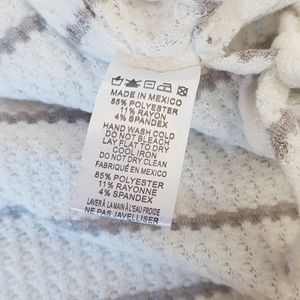 MADE IN MEXICO
85% POLYESTER
11% RAYON
4% SPANDEX
HAND WASH COLD
DO NOT BLEACH
LAY FLAT TO DRY
COOL IRON
DO NOT DRY CLEAN
FABRIQUÉ EN MEXICO
85% POLYESTER
11% RAYONNE
4% SPANDEX
LAVER À LA MAIN À L'EAU FROIDE
NE PAS JAVELLISER